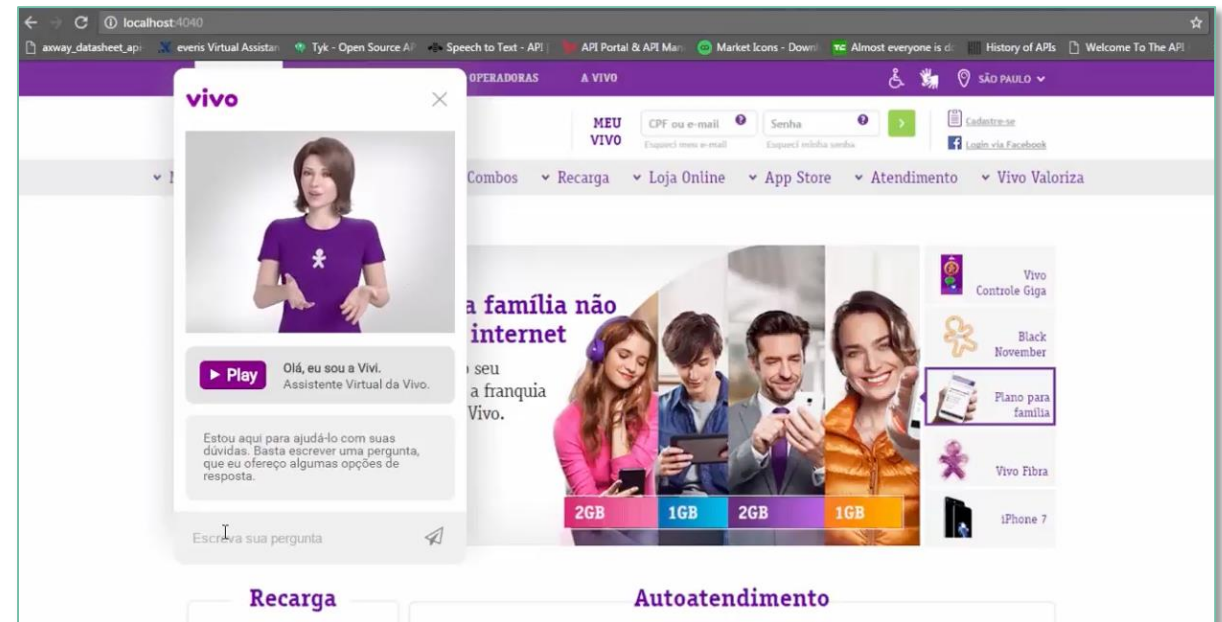 localhost:4040
axway_datasheet_api
everis Virtual Assistan
Tyk - Open Source AP
Speech to Text - API |
API Portal & API Man
Market Icons - Downl
Almost everyone is d
History of APIs
Welcome To The API
OPERADORAS
A VIVO
SÃO PAULO
vivo
MEU
VIVO
CPF ou e-mail
Senha
Esqueci meu e-mail
Esqueci minha senha
Cadastre-se
Login via Facebook
Combos
Recarga
Loja Online
App Store
Atendimento
Vivo Valoriza
► Play
Olá, eu sou a Vivi.
Assistente Virtual da Vivo.
Estou aqui para ajudá-lo com suas
dúvidas. Basta escrever uma pergunta,
que eu ofereço algumas opções de
resposta.
Escreva sua pergunta
a família não
internet
seu
a franquia
Vivo.
2GB
1GB
2GB
1GB
Vivo
Controle Giga
Black
November
Plano para
família
Vivo Fibra
iPhone 7
Recarga
Autoatendimento